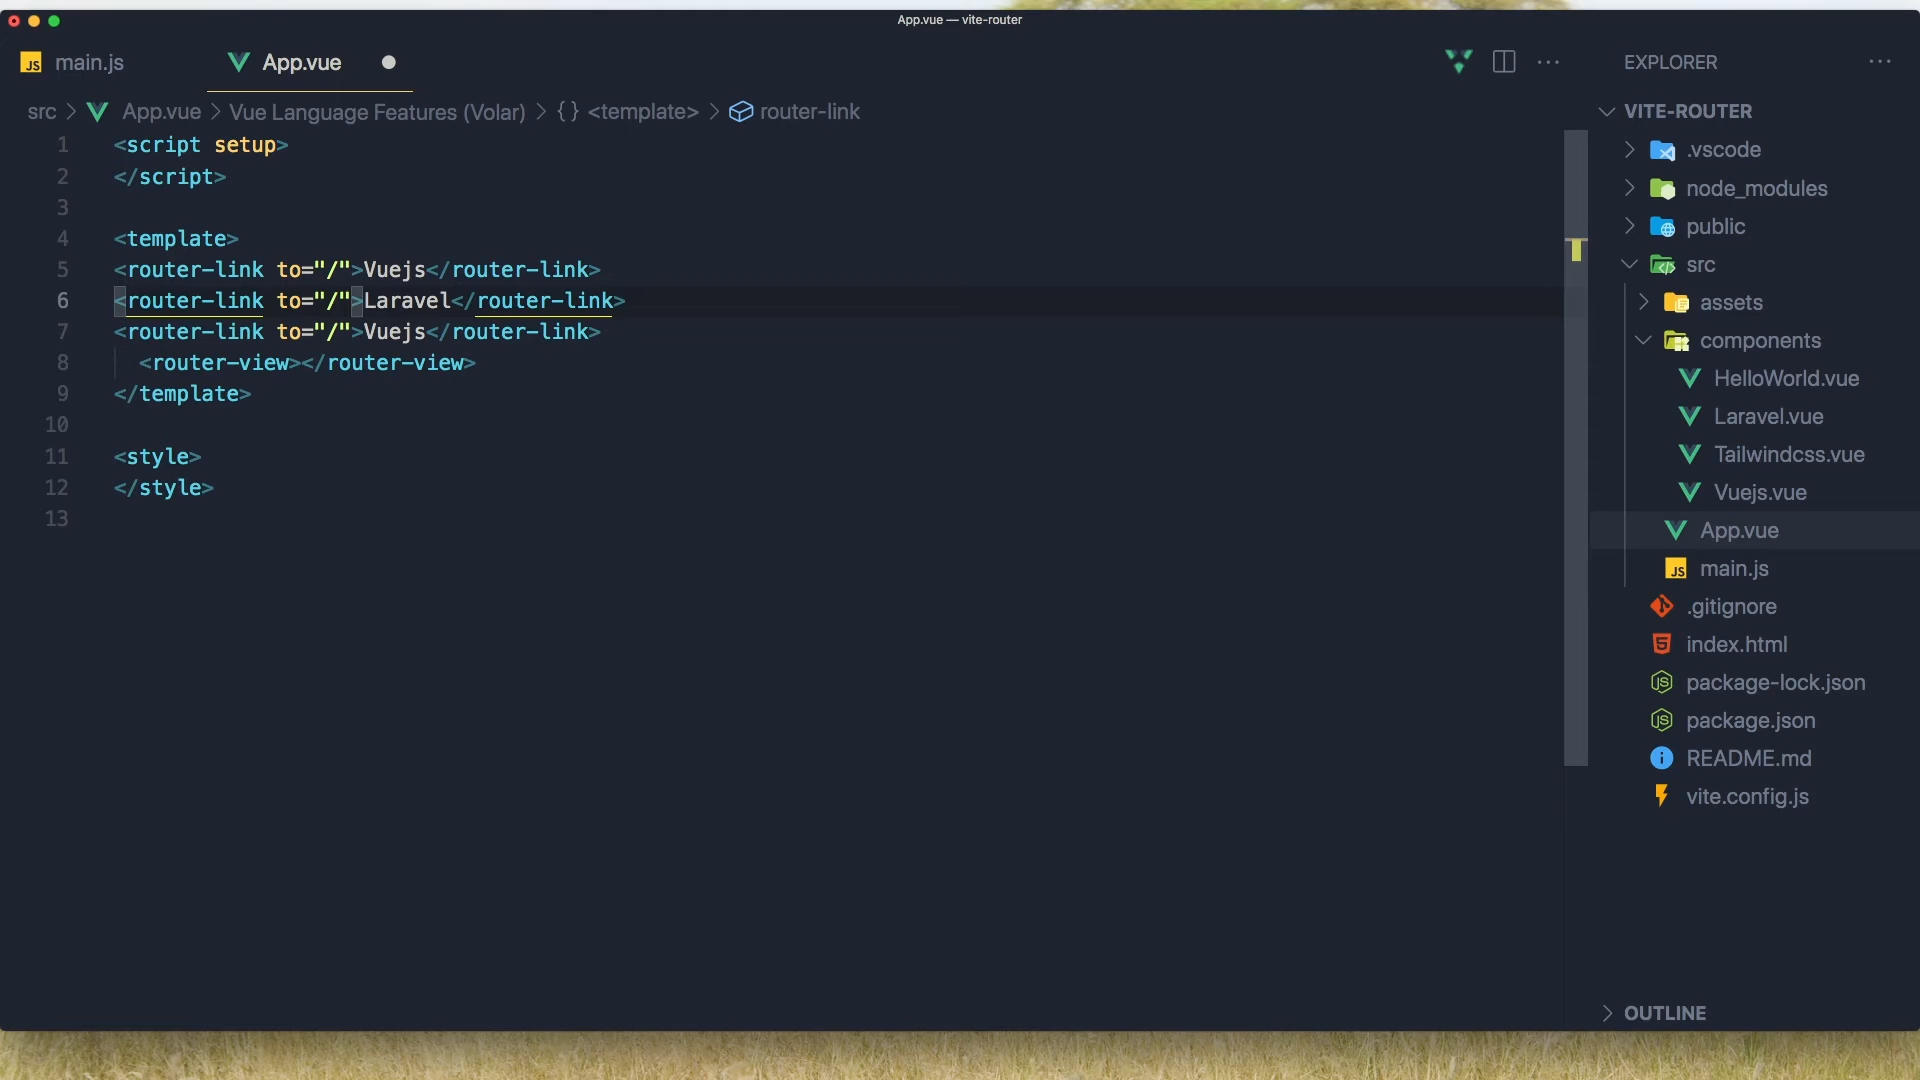 App.vue — vite-router
main.js
App.vue
EXPLORER
src > App.vue > Vue Language Features (Volar) > {} <template> > router-link
1 <script setup>
2 </script>
3
4 <template>
5 <router-link to="/">Vuejs</router-link>
6 <router-link to="/">Laravel</router-link>
7 <router-link to="/">Vuejs</router-link>
8 <router-view></router-view>
9 </template>
10
11 <style>
12 </style>
13
VITE-ROUTER
.vscode
node_modules
public
src
assets
components
HelloWorld.vue
Laravel.vue
Tailwindcss.vue
Vuejs.vue
App.vue
JS main.js
.gitignore
index.html
package-lock.json
package.json
README.md
vite.config.js
OUTLINE